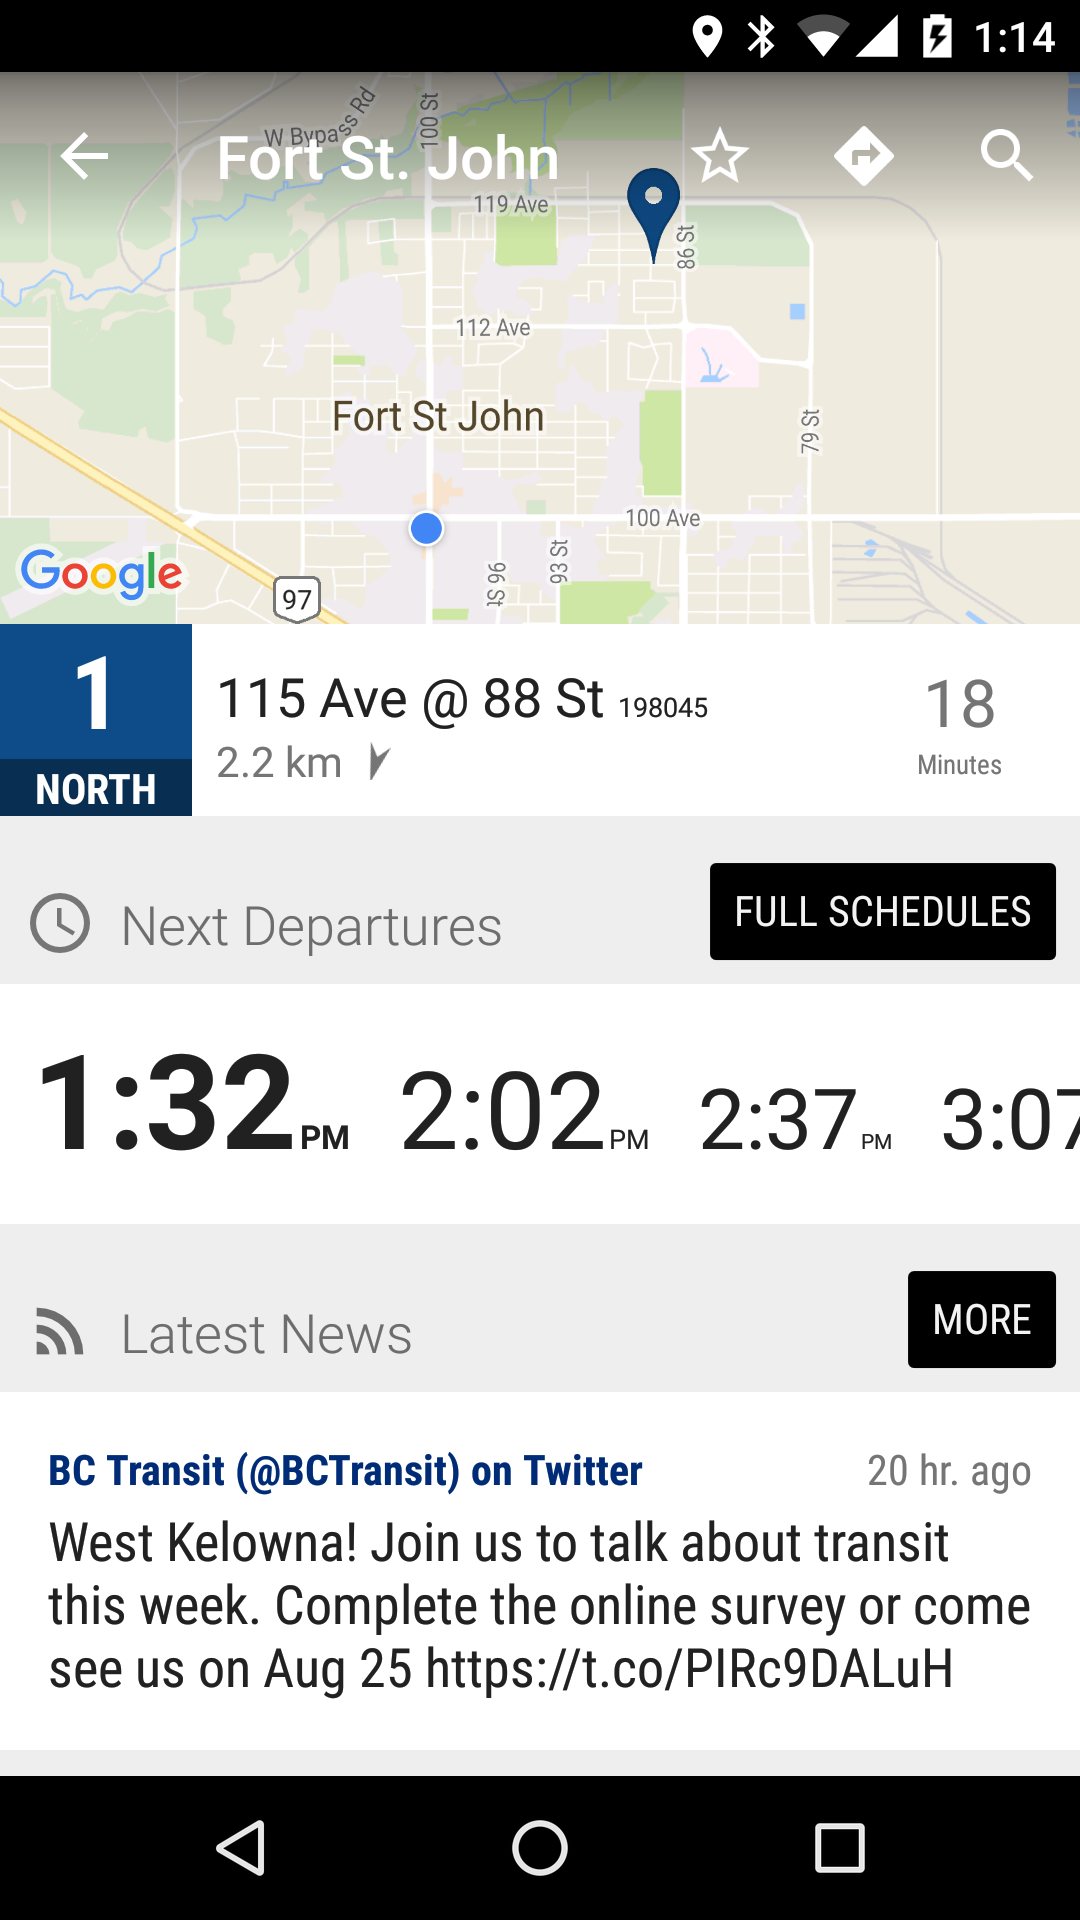 1:14
W Bypass Rd
100 St
Fort St. John
119 Ave
86 St
112 Ave
Fort St John
79 St
100 Ave
93 St
96 St
Google
97
1
115 Ave @ 88 St 198045
18
2.2 km
Minutes
NORTH
Next Departures
FULL SCHEDULES
1:32 PM 2:02 PM 2:37 PM 3:07
Latest News
MORE
BC Transit (@BCTransit) on Twitter
20 hr. ago
West Kelowna! Join us to talk about transit
this week. Complete the online survey or come
see us on Aug 25 https://t.co/PIRc9DALuH